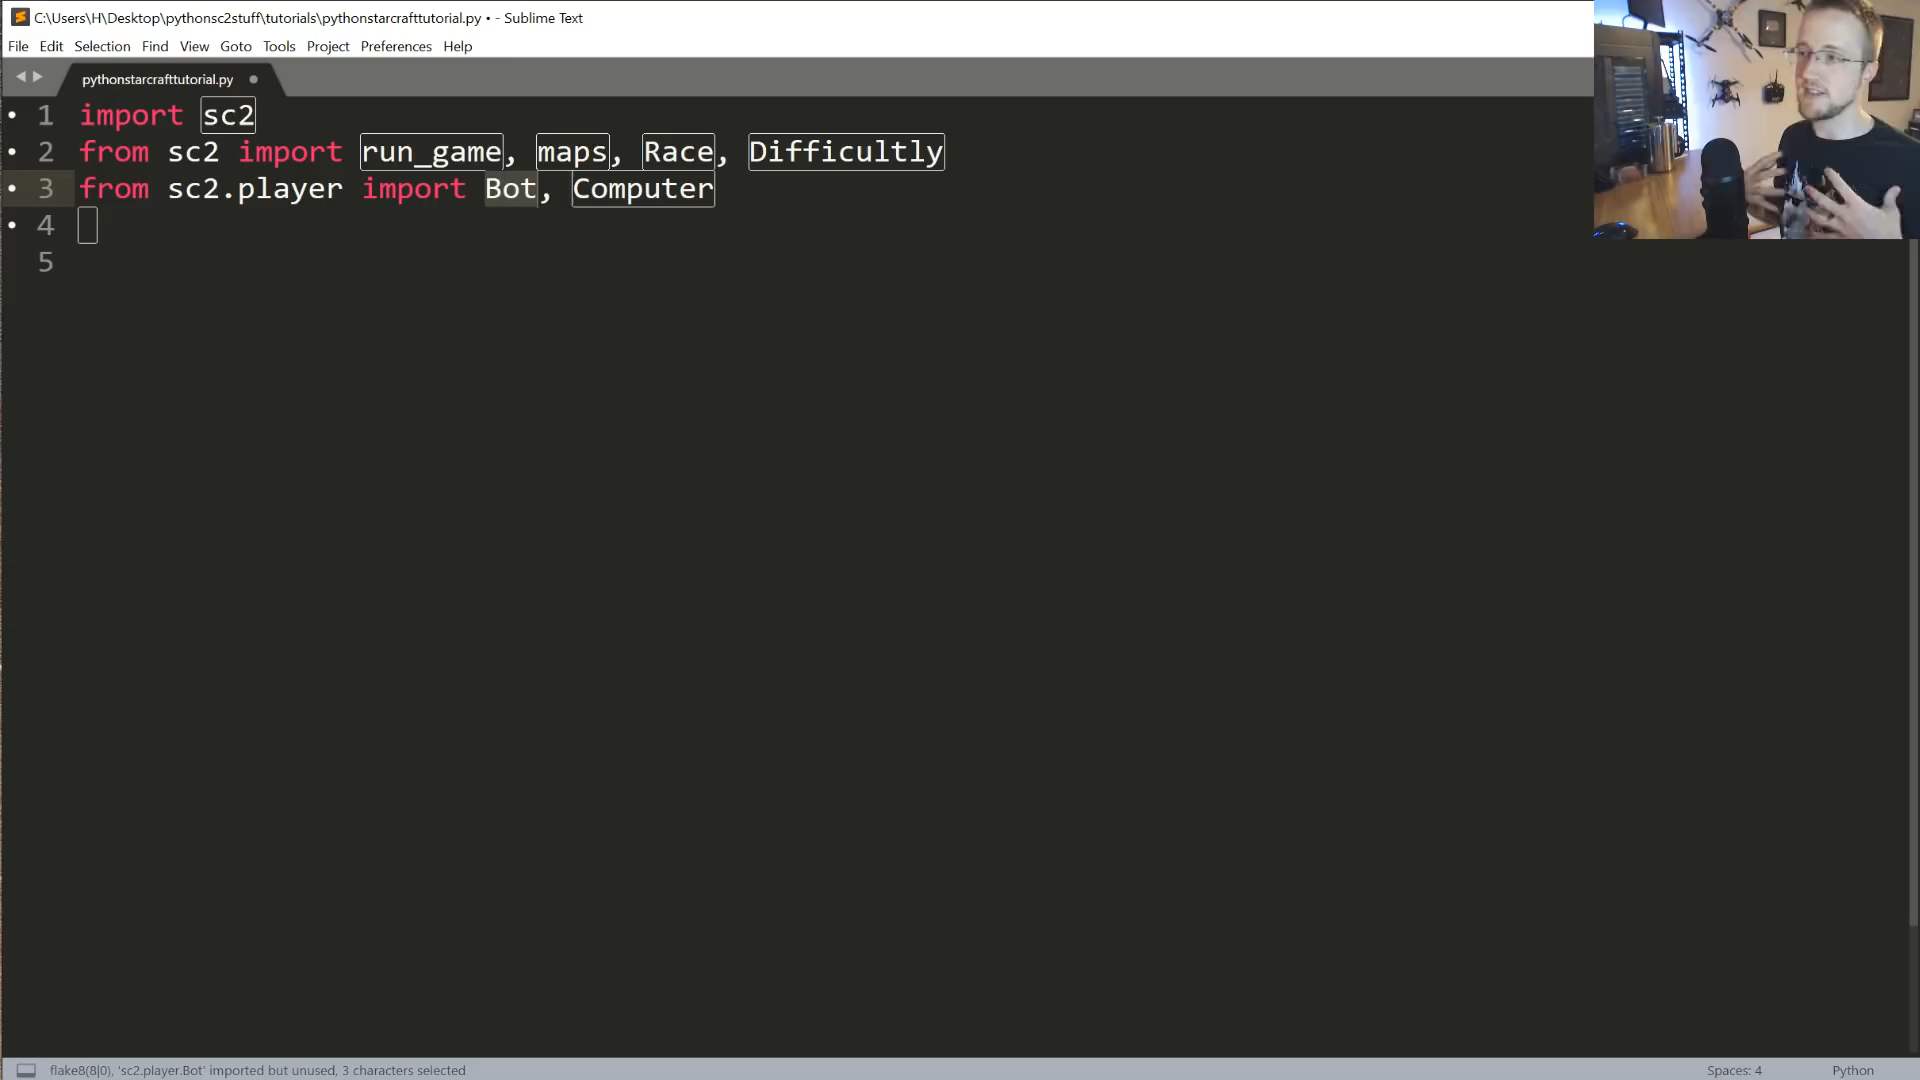 C:\Users\H\Desktop\pythonsc2stuff\tutorials\pythonstarcrafttutorial.py • - Sublime Text
File Edit Selection Find View Goto Tools Project Preferences Help
pythonstarcrafttutorial.py
1 import sc2
2 from sc2 import run_game, maps, Race, Difficultly
3 from sc2.player import Bot, Computer
4
5
flake8(8|0), 'sc2.player.Bot' imported but unused, 3 characters selected Spaces: 4 Python